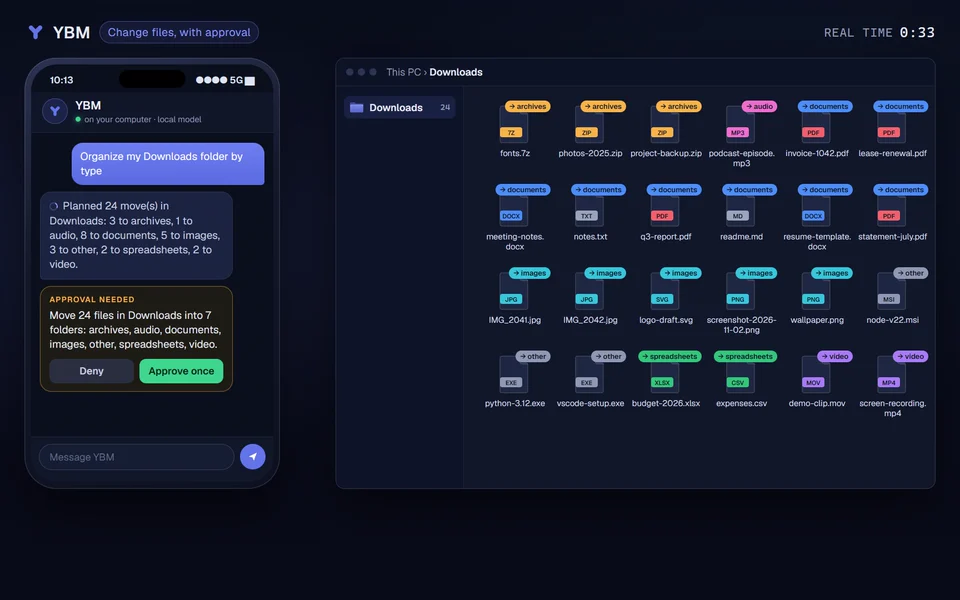 YBM
Change files, with approval
REAL TIME 0:33
10:13
5G
YBM
on your computer · local model
Organize my Downloads folder by
type
Planned 24 move(s) in
Downloads: 3 to archives, 1 to
audio, 8 to documents, 5 to images,
3 to other, 2 to spreadsheets, 2 to
video.
APPROVAL NEEDED
Move 24 files in Downloads into 7
folders: archives, audio, documents,
images, other, spreadsheets, video.
Deny
Approve once
Message YBM
This PC › Downloads
Downloads 24
→ archives → archives → archives → audio → documents → documents
7Z ZIP ZIP MP3 PDF PDF
fonts.7z photos-2025.zip project-backup.zip podcast-episode. invoice-1042.pdf lease-renewal.pdf
mp3
→ documents → documents → documents → documents → documents → documents
DOCX TXT PDF MD DOCX PDF
meeting-notes. notes.txt q3-report.pdf readme.md resume-template. statement-july.pdf
docx docx
→ images → images → images → images → images → other
JPG JPG SVG PNG PNG MSI
IMG_2041.jpg IMG_2042.jpg logo-draft.svg screenshot-2026- wallpaper.png node-v22.msi
11-02.png
→ other → other → spreadsheets → spreadsheets → video → video
EXE EXE XLSX CSV MOV MP4
python-3.12.exe vscode-setup.exe budget-2026.xlsx expenses.csv demo-clip.mov screen-recording.
mp4